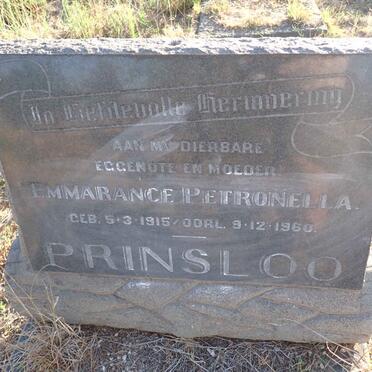 In Liefdevolle Herinnering
AAN MY DIERBARE
EGGENOTE EN MOEDER
EMMARANCE PETRONELLA.
GEB. 5-3-1915/OORL. 9-12-1960.
PRINSLOO